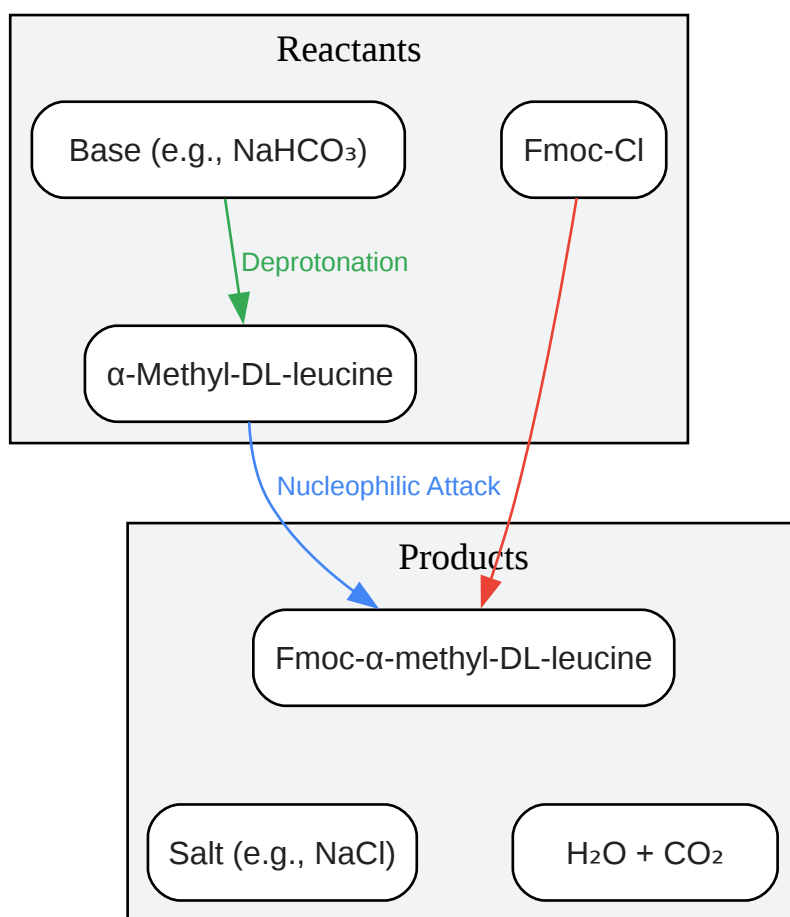 Reactants
Base (e.g., NaHCO₃)
Fmoc-Cl
Deprotonation
α-Methyl-DL-leucine
Nucleophilic Attack
Products
Fmoc-α-methyl-DL-leucine
Salt (e.g., NaCl)
H₂O + CO₂